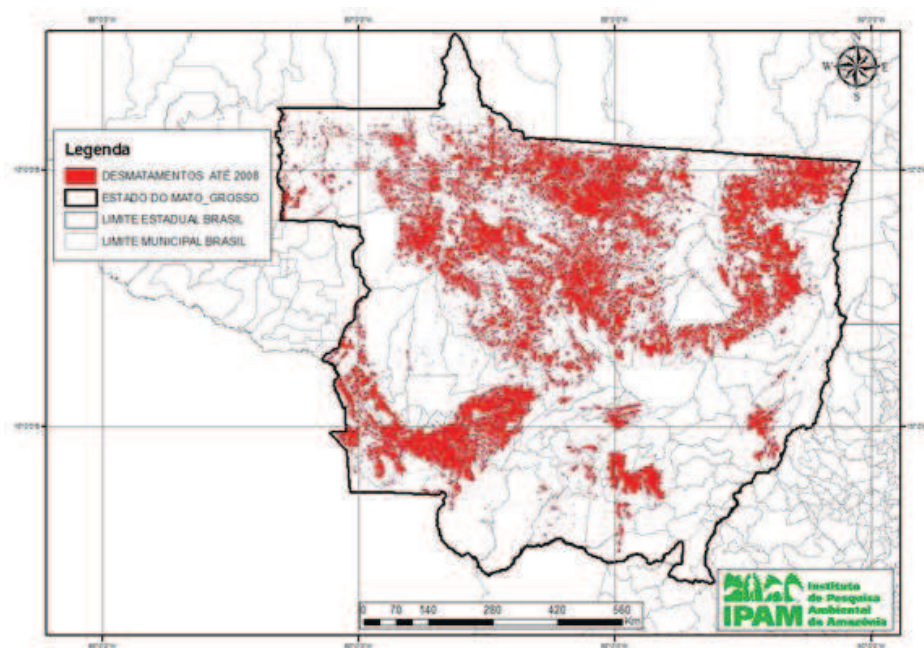 N
W E
S
Legenda
DESMATAMENTOS ATÉ 2008
ESTADO DO MATO_GROSSO
LIMITE ESTADUAL BRASIL
LIMITE MUNICIPAL BRASIL
0 70 140 280 420 560
Km
IPAM
Instituto
de Pesquisa
Ambiental
da Amazônia